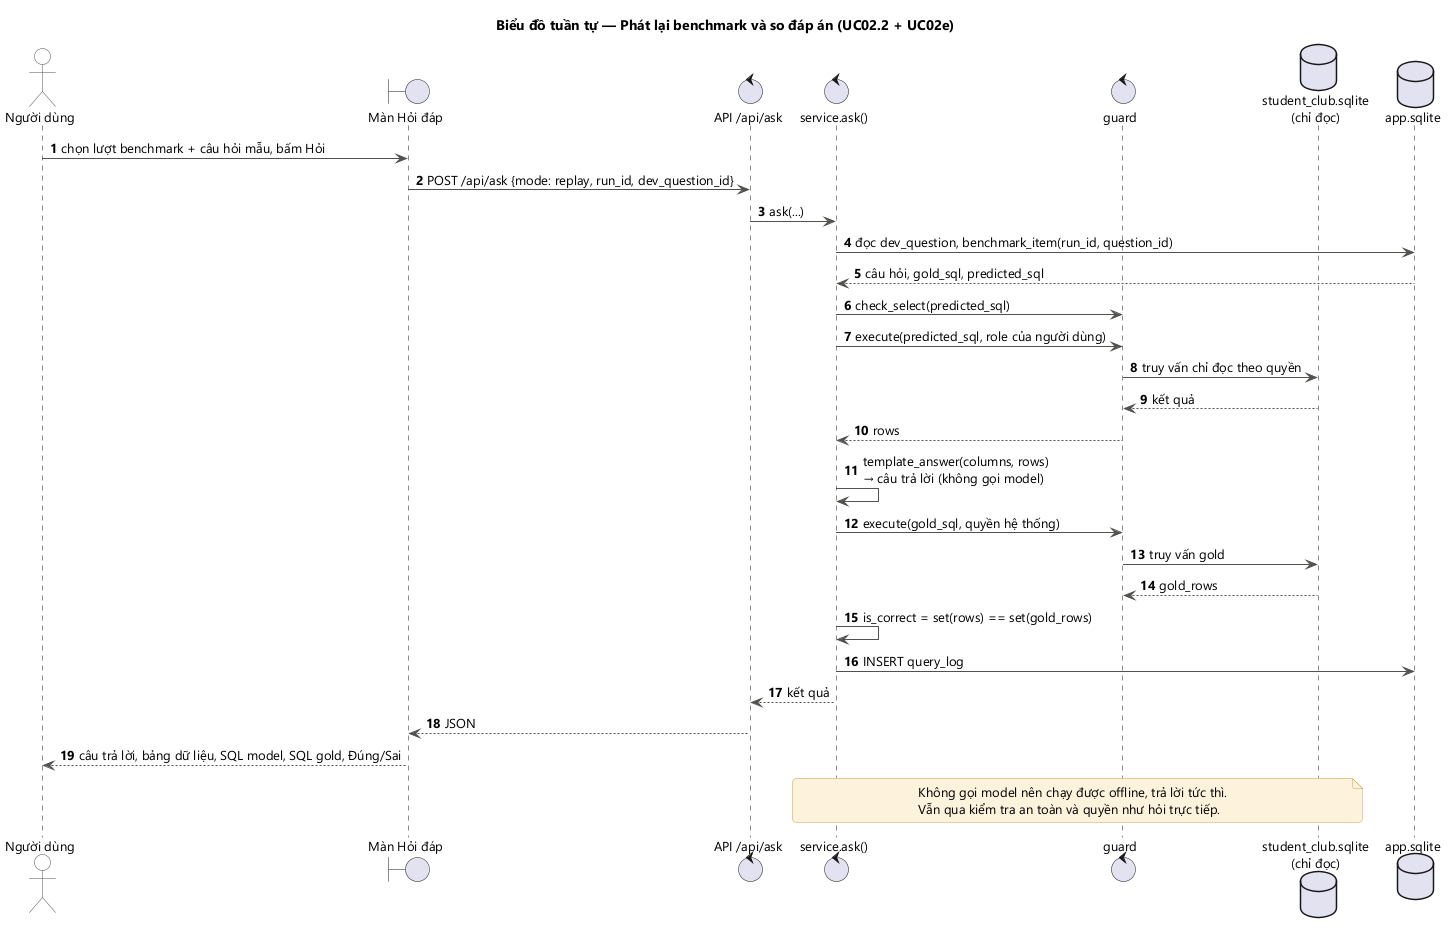 Biểu đồ tuần tự — Phát lại benchmark và so đáp án (UC02.2 + UC02e)
Người dùng
Màn Hỏi đáp
API /api/ask
service.ask()
guard
student_club.sqlite
(chỉ đọc)
app.sqlite
1 chọn lượt benchmark + câu hỏi mẫu, bấm Hỏi
2 POST /api/ask {mode: replay, run_id, dev_question_id}
3 ask(...)
4 đọc dev_question, benchmark_item(run_id, question_id)
5 câu hỏi, gold_sql, predicted_sql
6 check_select(predicted_sql)
7 execute(predicted_sql, role của người dùng)
8 truy vấn chỉ đọc theo quyền
9 kết quả
10 rows
11 template_answer(columns, rows)
→ câu trả lời (không gọi model)
12 execute(gold_sql, quyền hệ thống)
13 truy vấn gold
14 gold_rows
15 is_correct = set(rows) == set(gold_rows)
16 INSERT query_log
17 kết quả
18 JSON
19 câu trả lời, bảng dữ liệu, SQL model, SQL gold, Đúng/Sai
Không gọi model nên chạy được offline, trả lời tức thì.
Vẫn qua kiểm tra an toàn và quyền như hỏi trực tiếp.
Người dùng
Màn Hỏi đáp
API /api/ask
service.ask()
guard
student_club.sqlite
(chỉ đọc)
app.sqlite